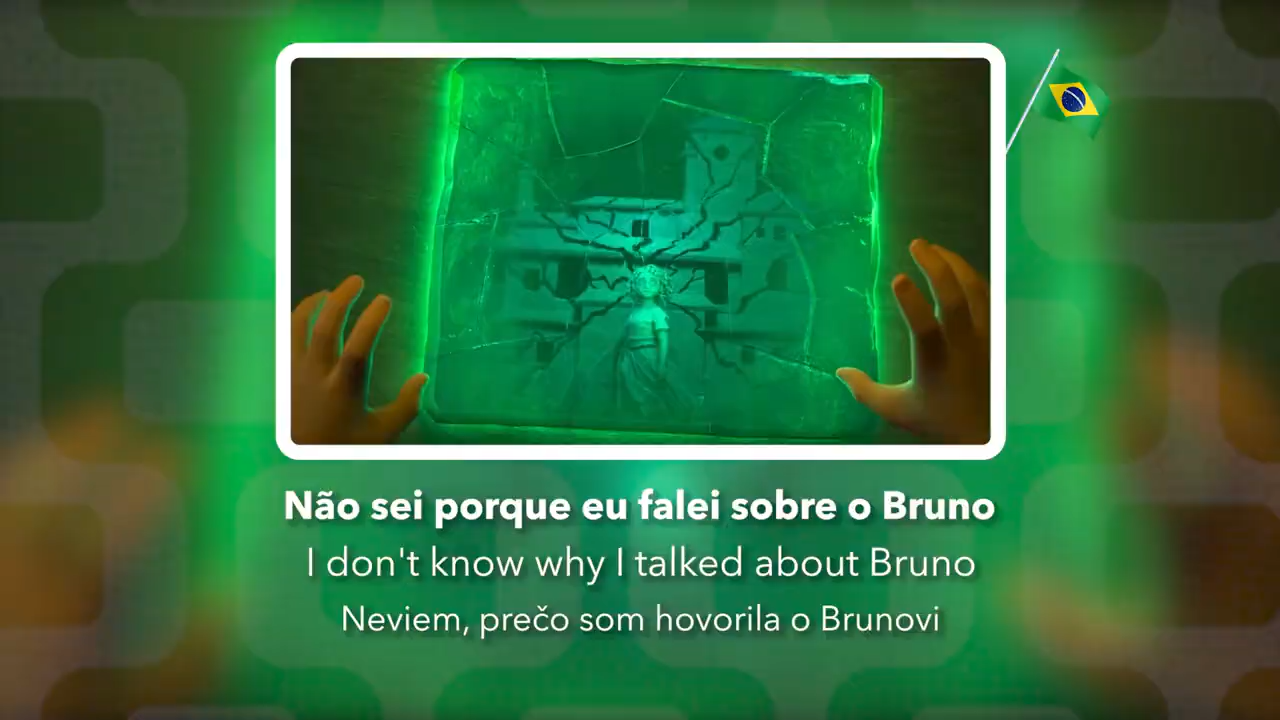 Não sei porque eu falei sobre o Bruno
I don't know why I talked about Bruno
Neviem, prečo som hovorila o Brunovi